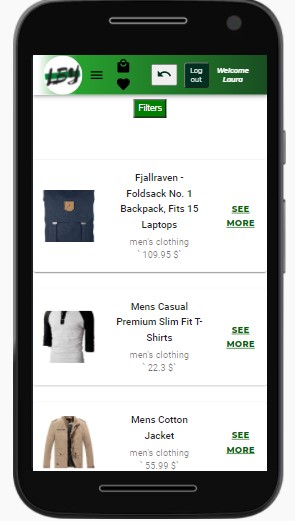 LBY
Log out
Welcome Laura
Filters
Fjallraven -
Foldsack No. 1
Backpack, Fits 15
Laptops
men's clothing
` 109.95 $`
SEE
MORE
Mens Casual
Premium Slim Fit T-
Shirts
men's clothing
` 22.3 $`
SEE
MORE
Mens Cotton
Jacket
men's clothing
` 55.99 $`
SEE
MORE